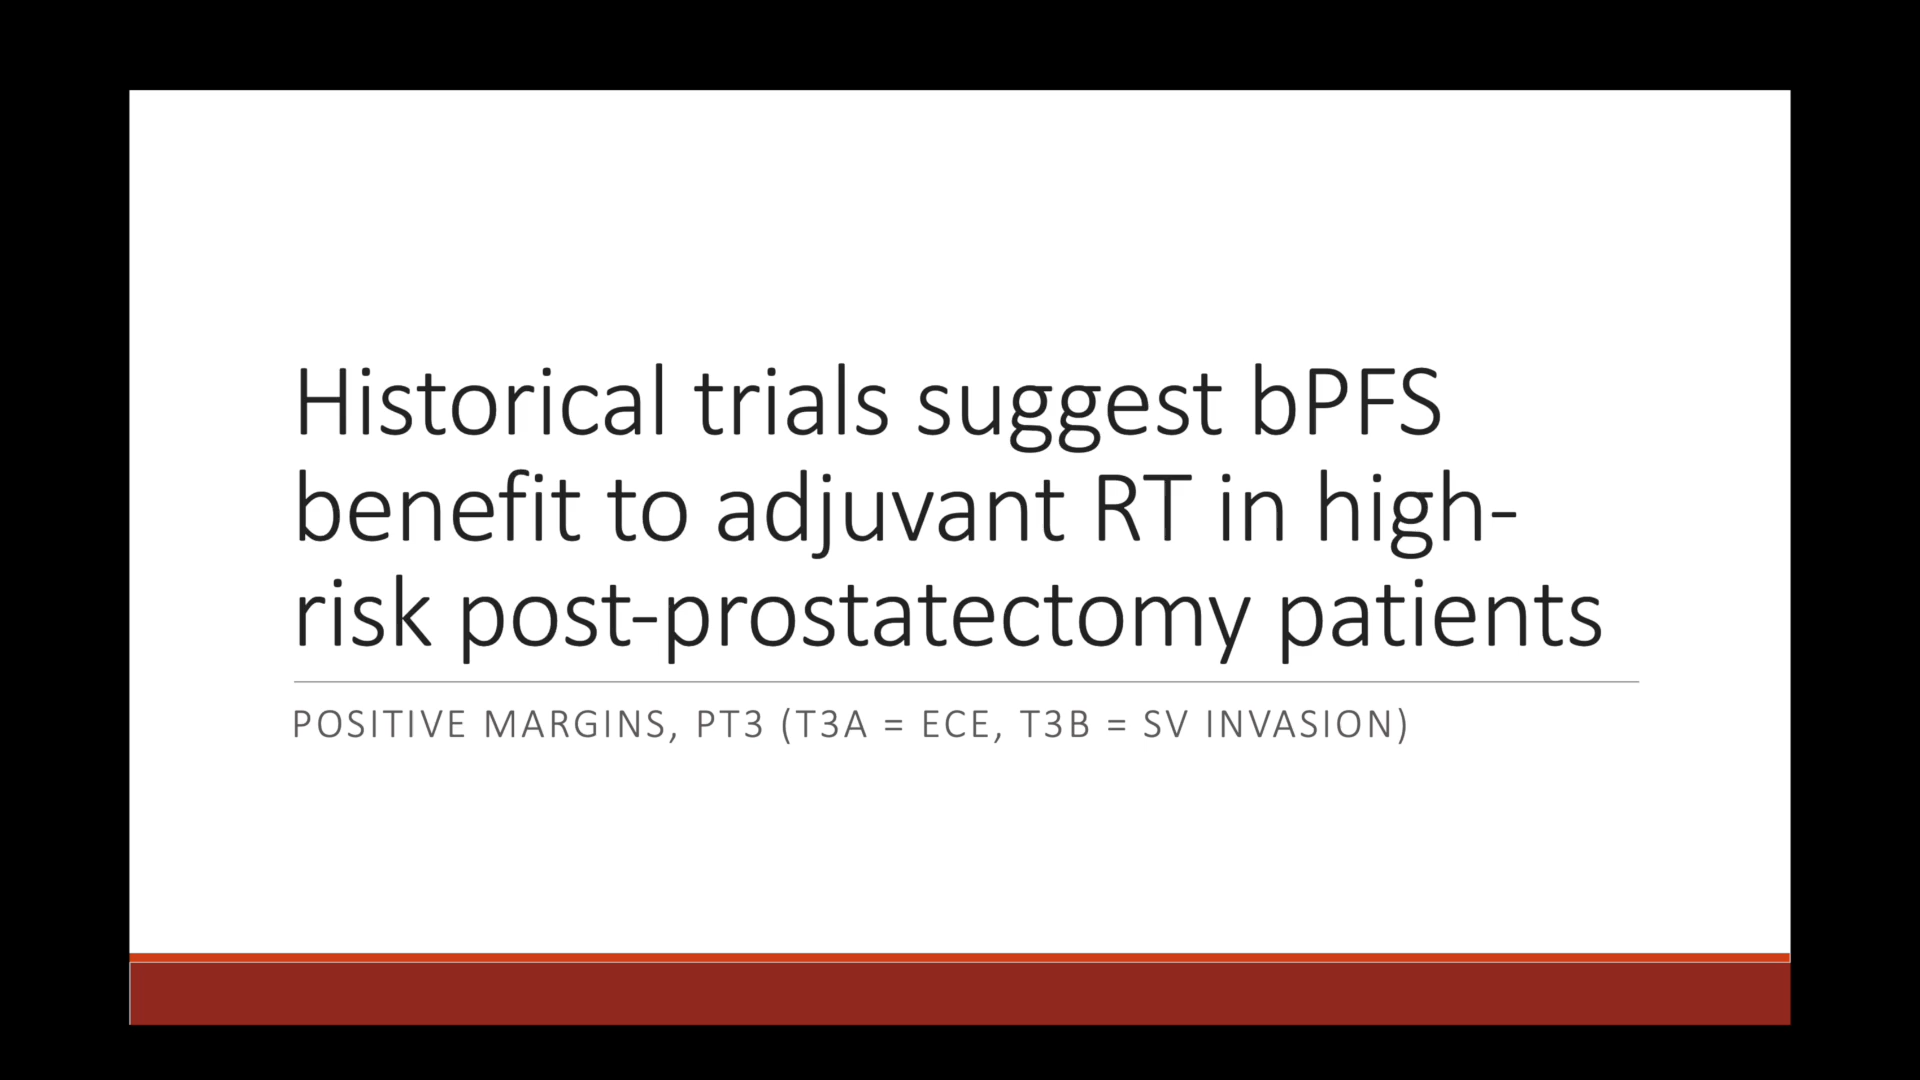 Historical trials suggest bPFS
benefit to adjuvant RT in high-
risk post-prostatectomy patients
POSITIVE MARGINS, PT3 (T3A = ECE, T3B = SV INVASION)